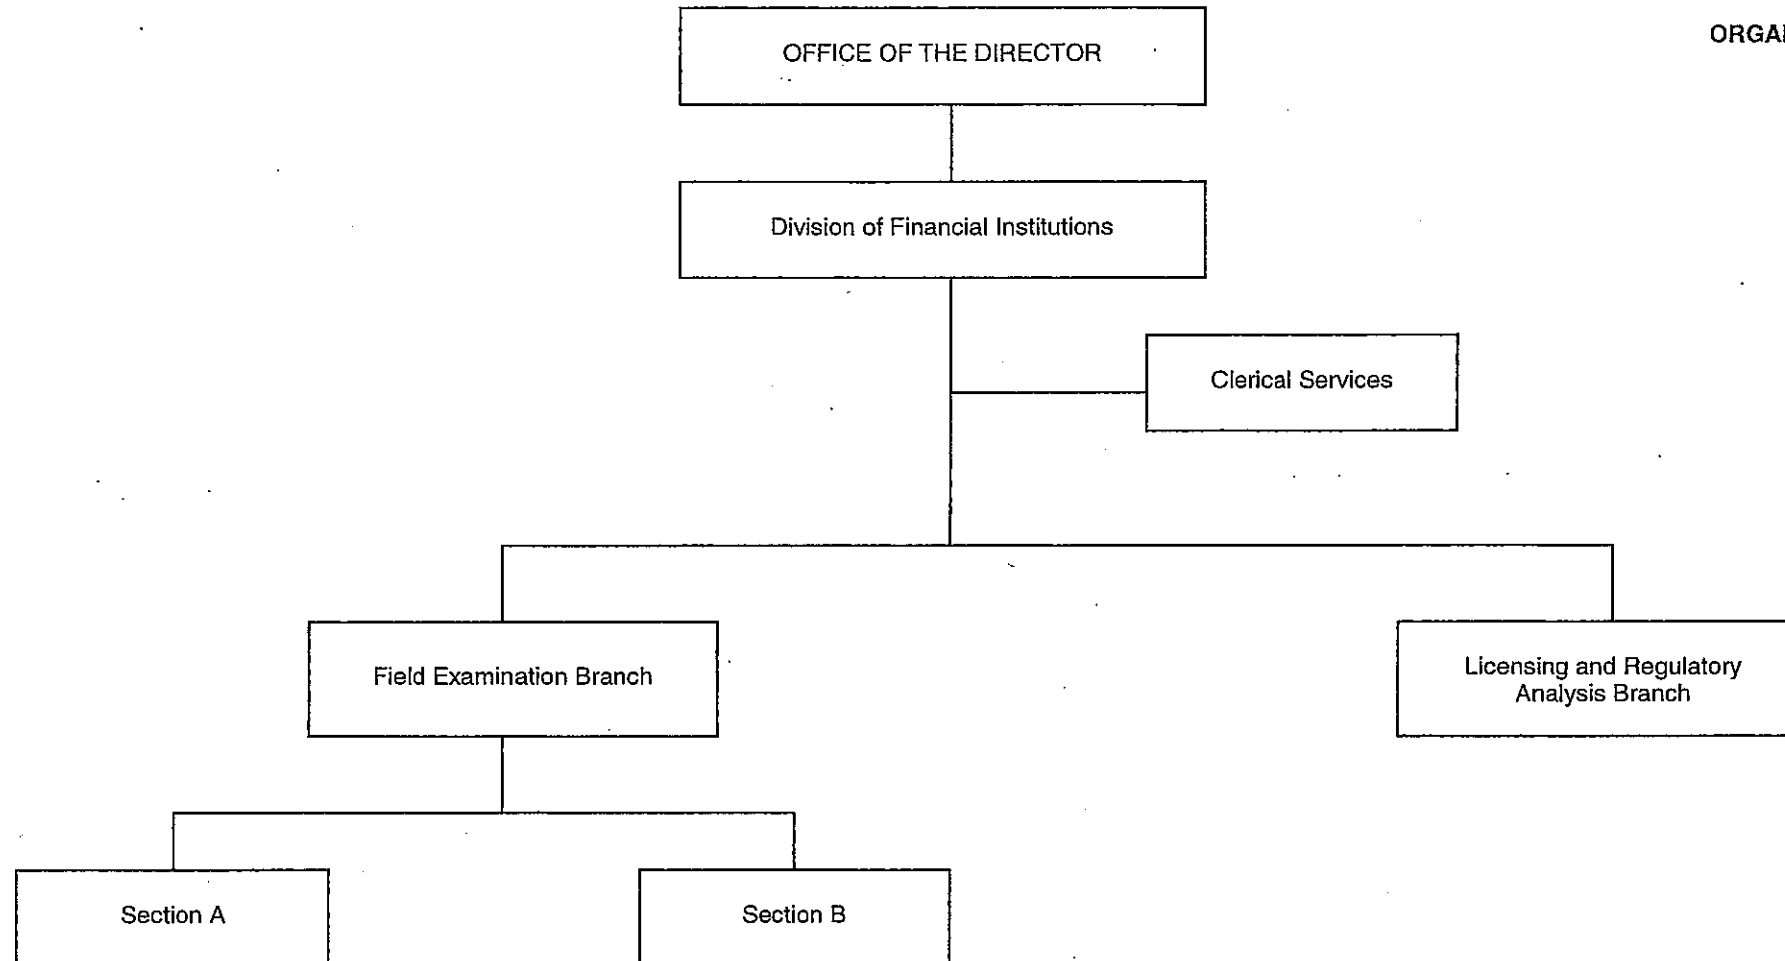 ORGAI
OFFICE OF THE DIRECTOR
Division of Financial Institutions
Clerical Services
Field Examination Branch
Licensing and Regulatory
Analysis Branch
Section A
Section B